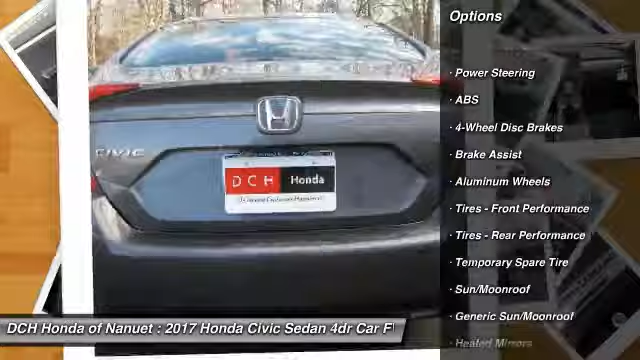 Options
· Power Steering
· ABS
· 4-Wheel Disc Brakes
· Brake Assist
· Aluminum Wheels
· Tires - Front Performance
· Tires - Rear Performance
· Temporary Spare Tire
· Sun/Moonroof
· Generic Sun/Moonroof
· Heated Mirrors
CIVIC
DCH Honda
DCH Honda of Nanuet : 2017 Honda Civic Sedan 4dr Car F